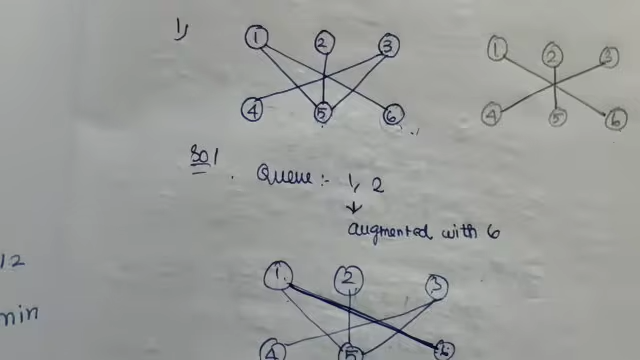 1,
1 2 3
4 5 6
1 2 3
4 5 6
Sol. Queue :- 1, 2
augmented with 6
12
min
1 2 3
4 5 6